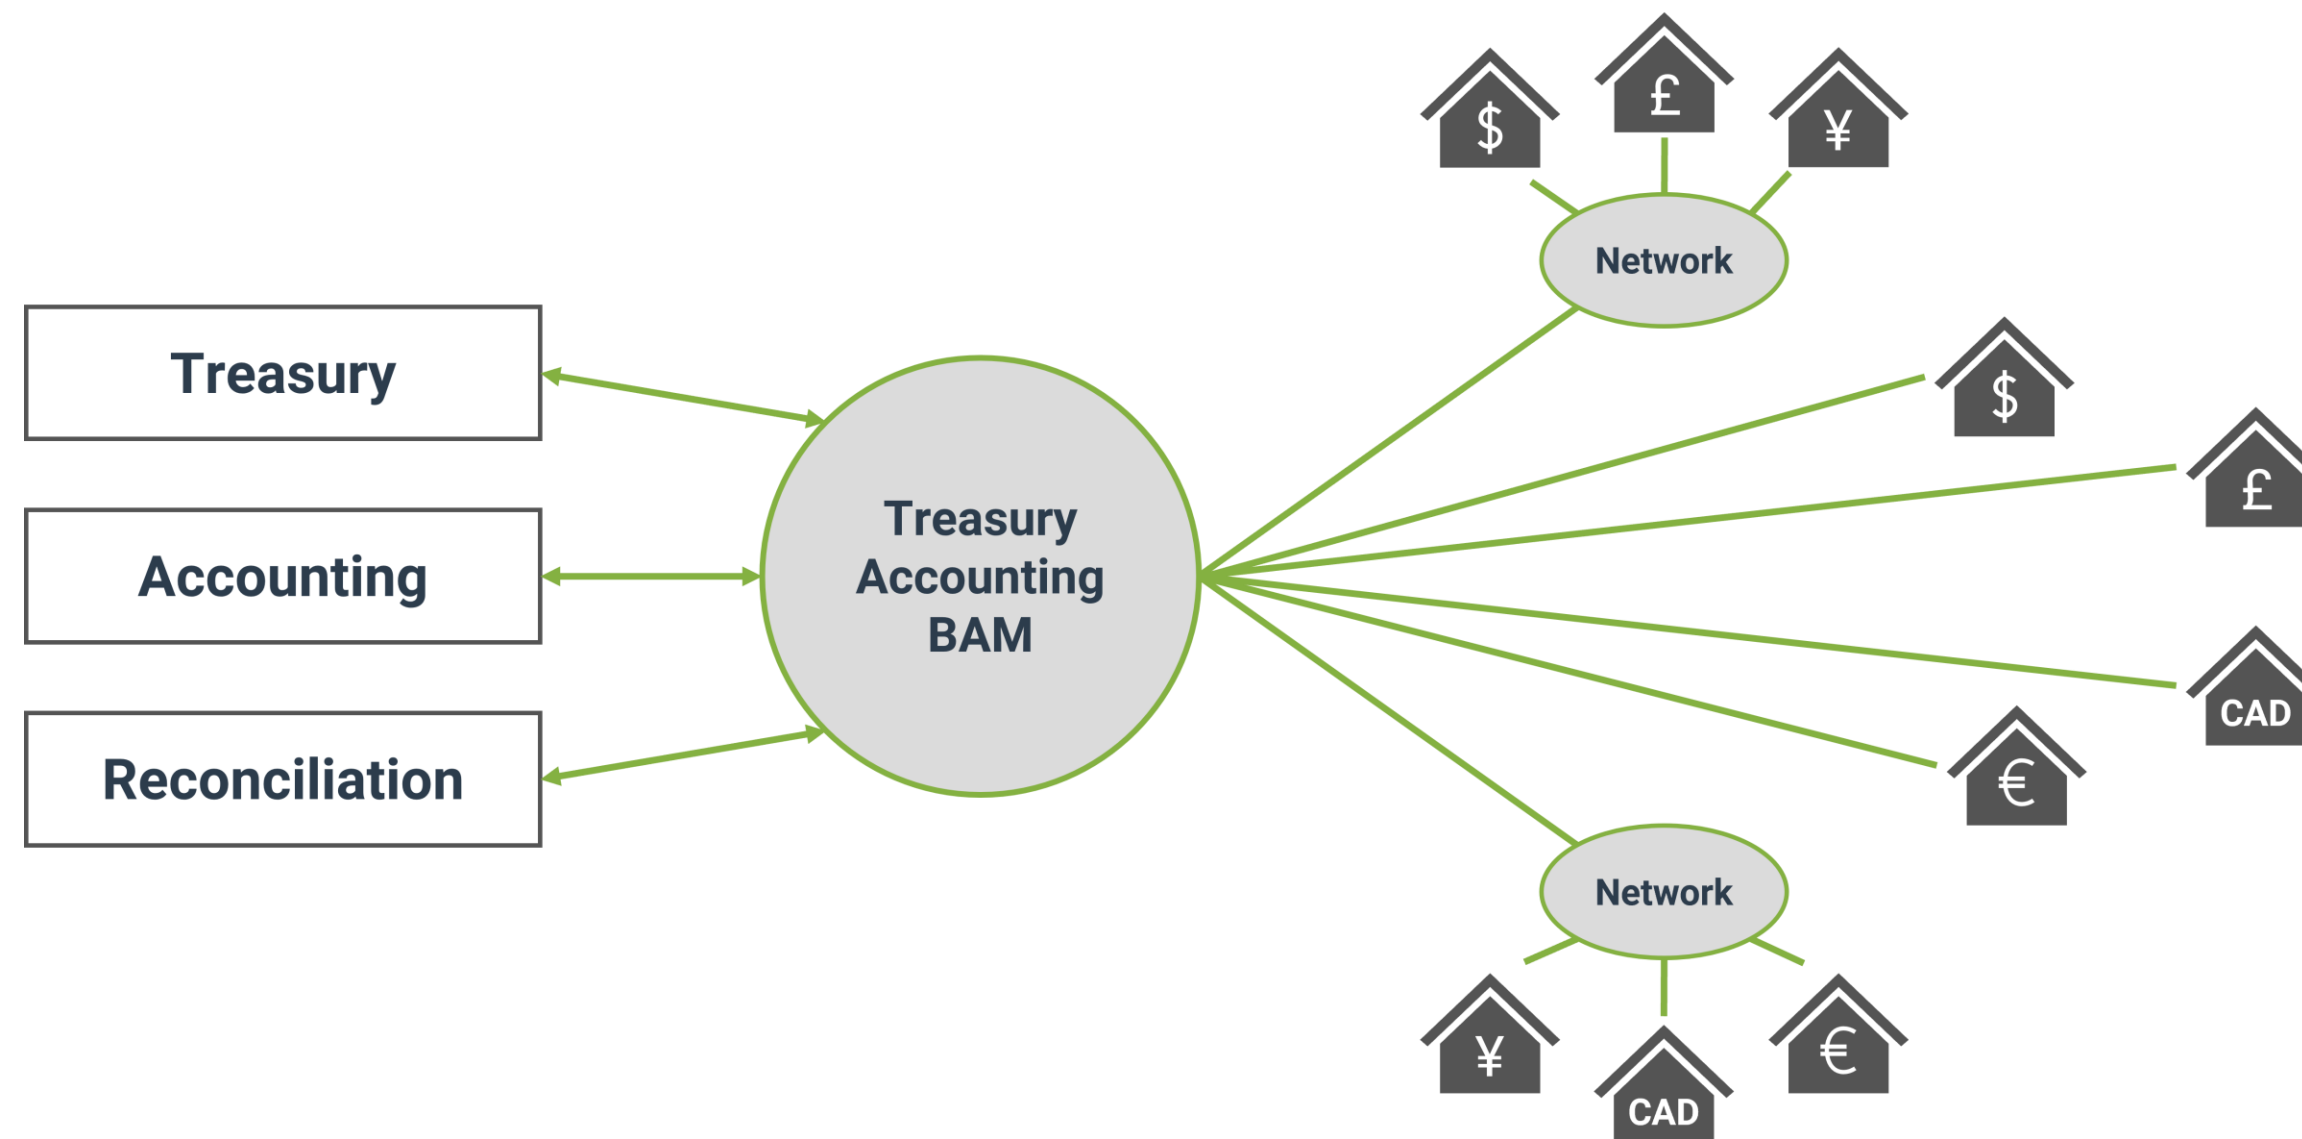 $
£
¥
Network
Treasury
$
£
Treasury
Accounting
BAM
Accounting
CAD
Reconciliation
€
Network
¥
CAD
€